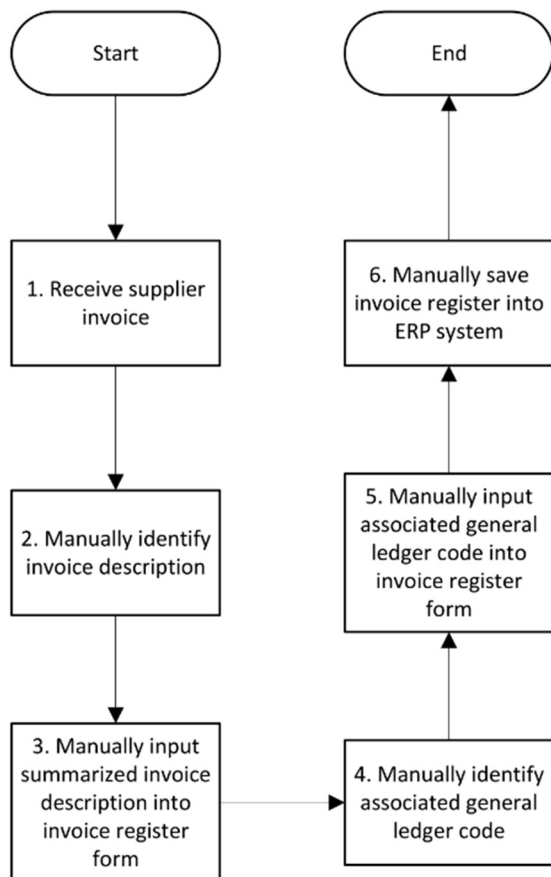 Start
1. Receive supplier
invoice
2. Manually identify
invoice description
3. Manually input
summarized invoice
description into
invoice register
form
4. Manually identify
associated general
ledger code
5. Manually input
associated general
ledger code into
invoice register
form
6. Manually save
invoice register into
ERP system
End